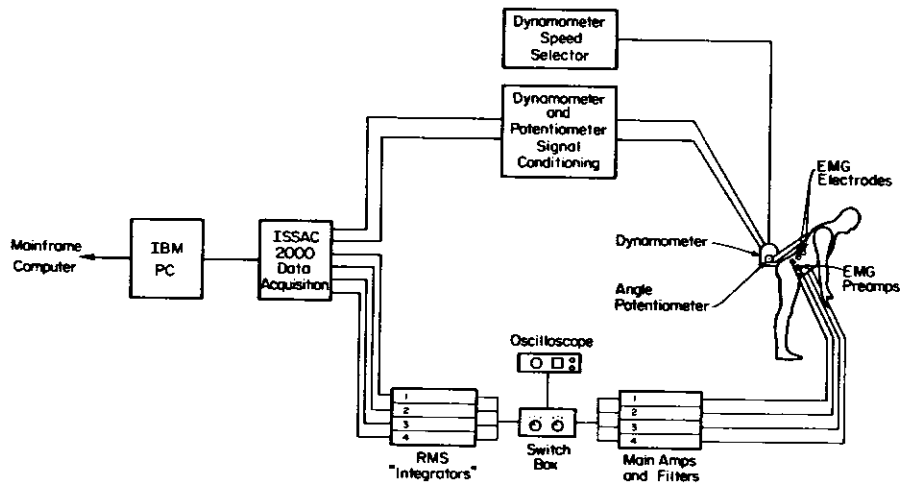 Dynamometer
Speed
Selector
Dynamometer
and
Potentiometer
Signal
Conditioning
EMG
Electrodes
ISSAC
2000
Data
Acquisition
IBM
PC
Mainframe
Computer
Dynamometer
Angle
Potentiometer
EMG
Preamps
Oscilloscope
1
2
3
4
RMS
"Integrators"
Switch
Box
1
2
3
4
Main Amps
and Filters